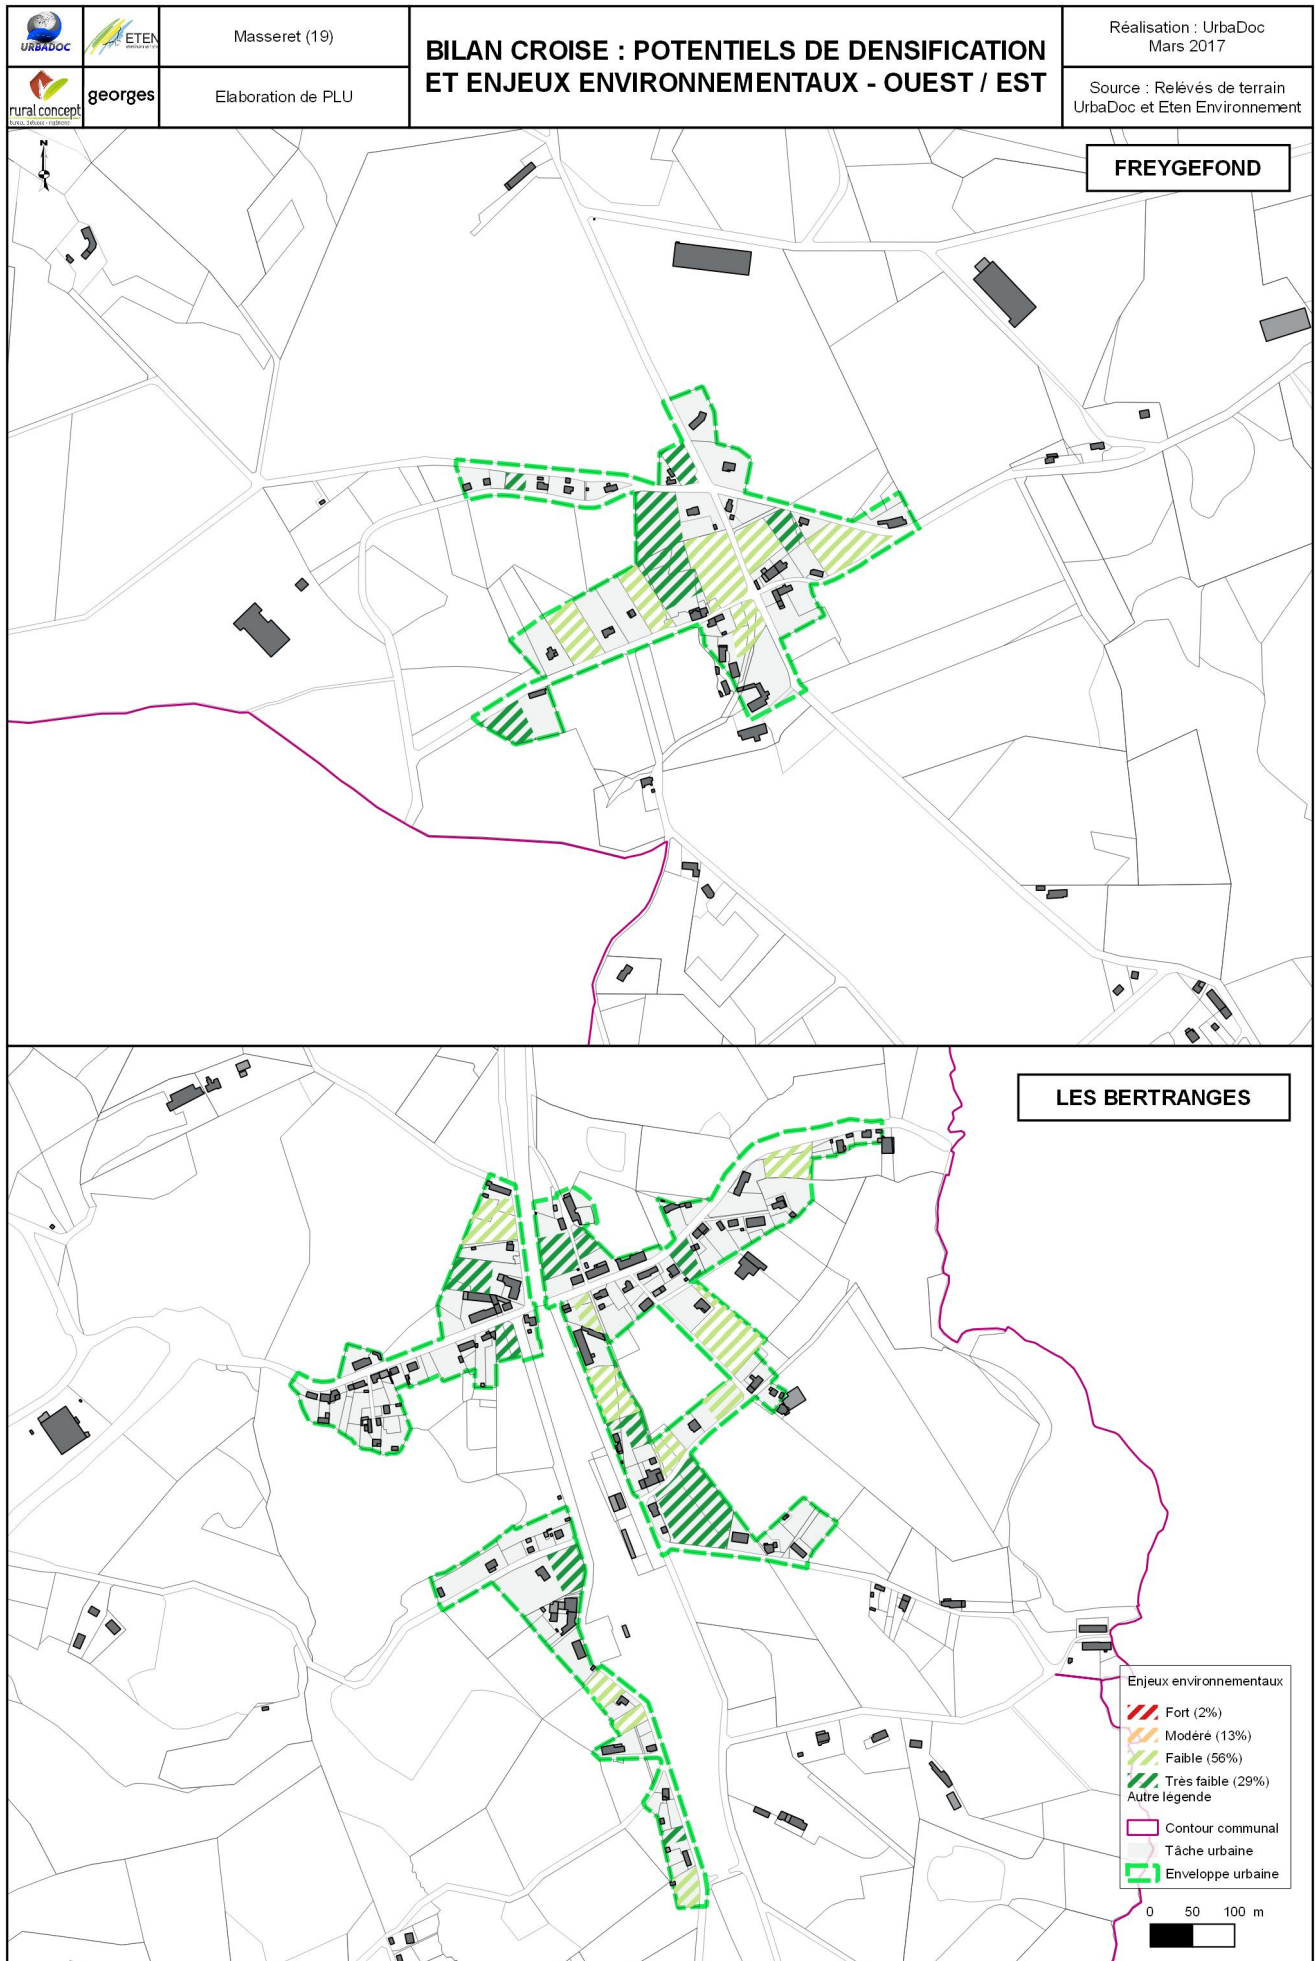 URBADOC
ETEN
Masseret (19)
rural concept
georges
Elaboration de PLU
BILAN CROISE : POTENTIELS DE DENSIFICATION
ET ENJEUX ENVIRONNEMENTAUX - OUEST / EST
Réalisation : UrbaDoc
Mars 2017
Source : Relévés de terrain
UrbaDoc et Eten Environnement
N
FREYGEFOND
LES BERTRANGES
Enjeux environnementaux
Fort (2%)
Modéré (13%)
Faible (56%)
Très faible (29%)
Autre légende
Contour communal
Tâche urbaine
Enveloppe urbaine
0 50 100 m